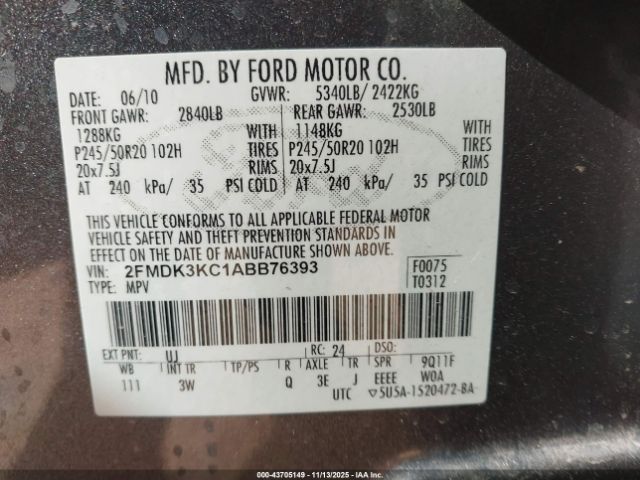 MFD. BY FORD MOTOR CO.
DATE: 06/10 GVWR: 5340LB/ 2422KG
FRONT GAWR: 2840LB REAR GAWR: 2530LB
1288KG WITH 1148KG WITH
P245/50R20 102H TIRES P245/50R20 102H TIRES
20x7.5J RIMS 20x7.5J RIMS
AT 240 kPa/ 35 PSI COLD AT 240 kPa/ 35 PSI COLD
THIS VEHICLE CONFORMS TO ALL APPLICABLE FEDERAL MOTOR
VEHICLE SAFETY AND THEFT PREVENTION STANDARDS IN
EFFECT ON THE DATE OF MANUFACTURE SHOWN ABOVE.
VIN: 2FMDK3KC1ABB76393 F0075
TYPE: MPV T0312
EXT PNT: UJ RC: 24 DSO:
WB INT TR TP/PS R AXLE TR SPR 9Q11F
111 3W Q 3E J EEEE W0A
UTC 5U5A-1520472-BA
000-43705149 - 11/13/2025 - IAA.com